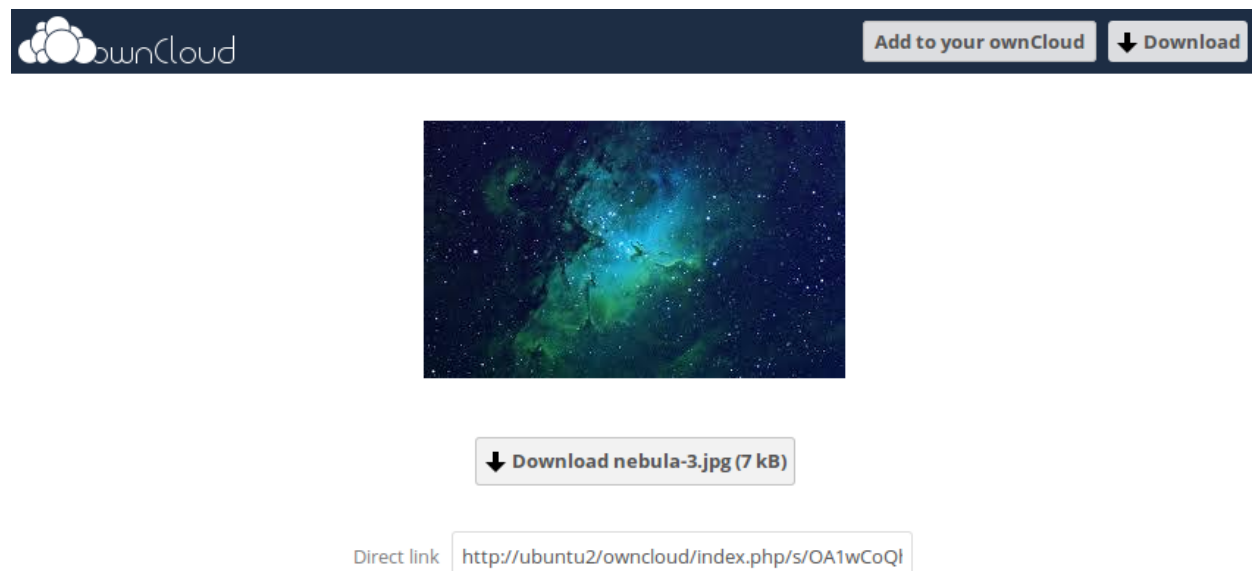 ownCloud
Add to your ownCloud
Download
Download nebula-3.jpg (7 kB)
Direct link http://ubuntu2/owncloud/index.php/s/OA1wCoQ